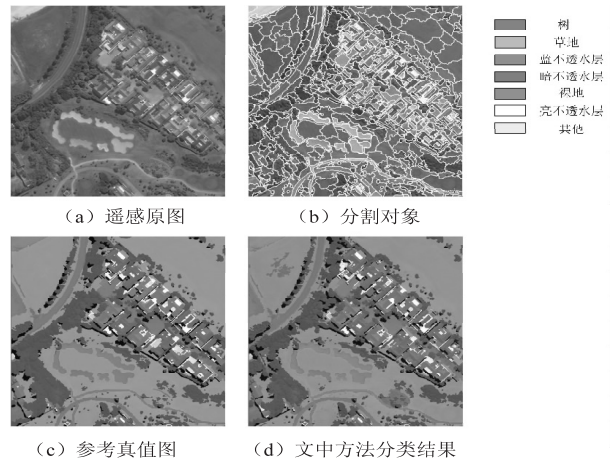 树
草地
蓝不透水层
暗不透水层
裸地
亮不透水层
其他
（a）遥感原图
（b）分割对象
（c）参考真值图
（d）文中方法分类结果